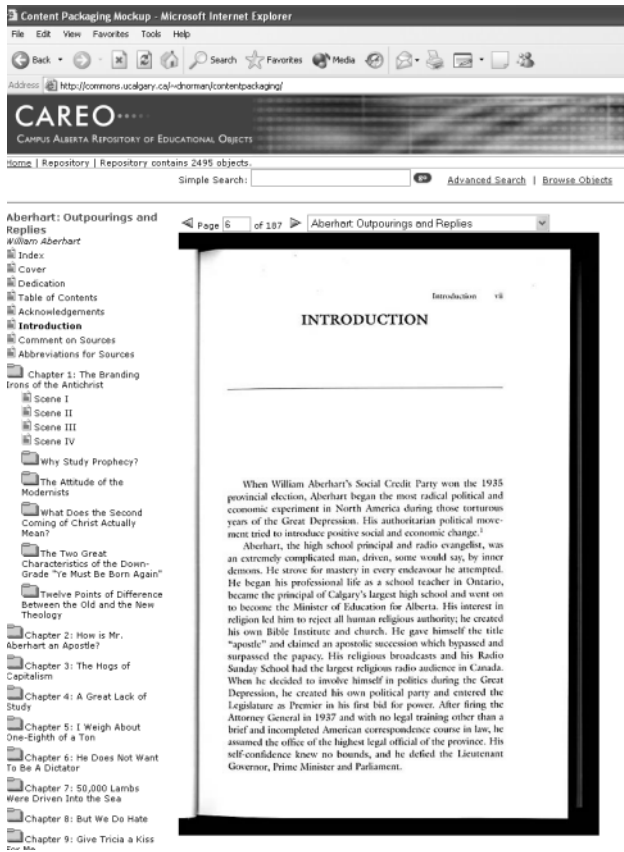 Content Packaging Mockup - Microsoft Internet Explorer
File Edit View Favorites Tools Help
Back Search Favorites Media
Address http://commons.ucalgary.ca/~dnorman/contentpackaging/
CAREO
CAMPUS ALBERTA REPOSITORY OF EDUCATIONAL OBJECTS
Home | Repository | Repository contains 2495 objects.
Simple Search: go Advanced Search | Browse Objects
Aberhart: Outpourings and
Replies
William Aberhart
Index
Cover
Dedication
Table of Contents
Acknowledgements
Introduction
Comment on Sources
Abbreviations for Sources
Chapter 1: The Branding
Irons of the Antichrist
Scene I
Scene II
Scene III
Scene IV
Why Study Prophecy?
The Attitude of the
Modernists
What Does the Second
Coming of Christ Actually
Mean?
The Two Great
Characteristics of the Down-
Grade "Ye Must Be Born Again"
Twelve Points of Difference
Between the Old and the New
Theology
Chapter 2: How is Mr.
Aberhart an Apostle?
Chapter 3: The Hogs of
Capitalism
Chapter 4: A Great Lack of
Study
Chapter 5: I Weigh About
One-Eighth of a Ton
Chapter 6: He Does Not Want
To Be A Dictator
Chapter 7: 50,000 Lambs
Were Driven Into the Sea
Chapter 8: But We Do Hate
Chapter 9: Give Tricia a Kiss
For Me
Page 6 of 187 Aberhart: Outpourings and Replies
Introduction vii
INTRODUCTION
When William Aberhart's Social Credit Party won the 1935
provincial election, Aberhart began the most radical political and
economic experiment in North America during those torturous
years of the Great Depression. His authoritarian political move-
ment tried to introduce positive social and economic change.1
Aberhart, the high school principal and radio evangelist, was
an extremely complicated man, driven, some would say, by inner
demons. He strove for mastery in every endeavour he attempted.
He began his professional life as a school teacher in Ontario,
became the principal of Calgary's largest high school and went on
to become the Minister of Education for Alberta. His interest in
religion led him to reject all human religious authority; he created
his own Bible Institute and church. He gave himself the title
"apostle" and claimed an apostolic succession which bypassed and
surpassed the papacy. His religious broadcasts and his Radio
Sunday School had the largest religious radio audience in Canada.
When he decided to involve himself in politics during the Great
Depression, he created his own political party and entered the
Legislature as Premier in his first bid for power. After firing the
Attorney General in 1937 and with no legal training other than a
brief and incompleted American correspondence course in law, he
assumed the office of the highest legal official of the province. His
self-confidence knew no bounds, and he defied the Lieutenant
Governor, Prime Minister and Parliament.